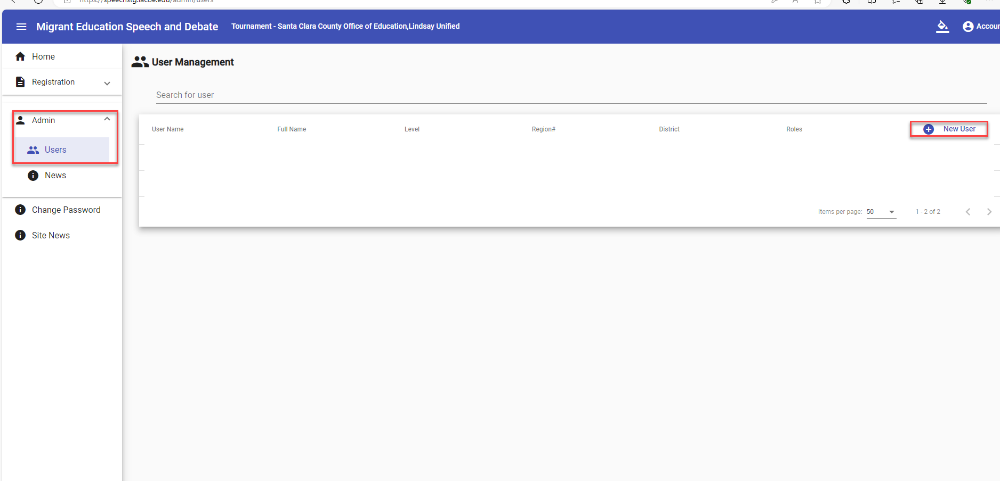 https://speechstg.lacoe.edu/admin/users
Migrant Education Speech and Debate
Tournament - Santa Clara County Office of Education,Lindsay Unified
Home
Registration
Admin
Users
News
Change Password
Site News
User Management
Search for user
User Name Full Name Level Region# District Roles New User
Items per page: 50 1 - 2 of 2